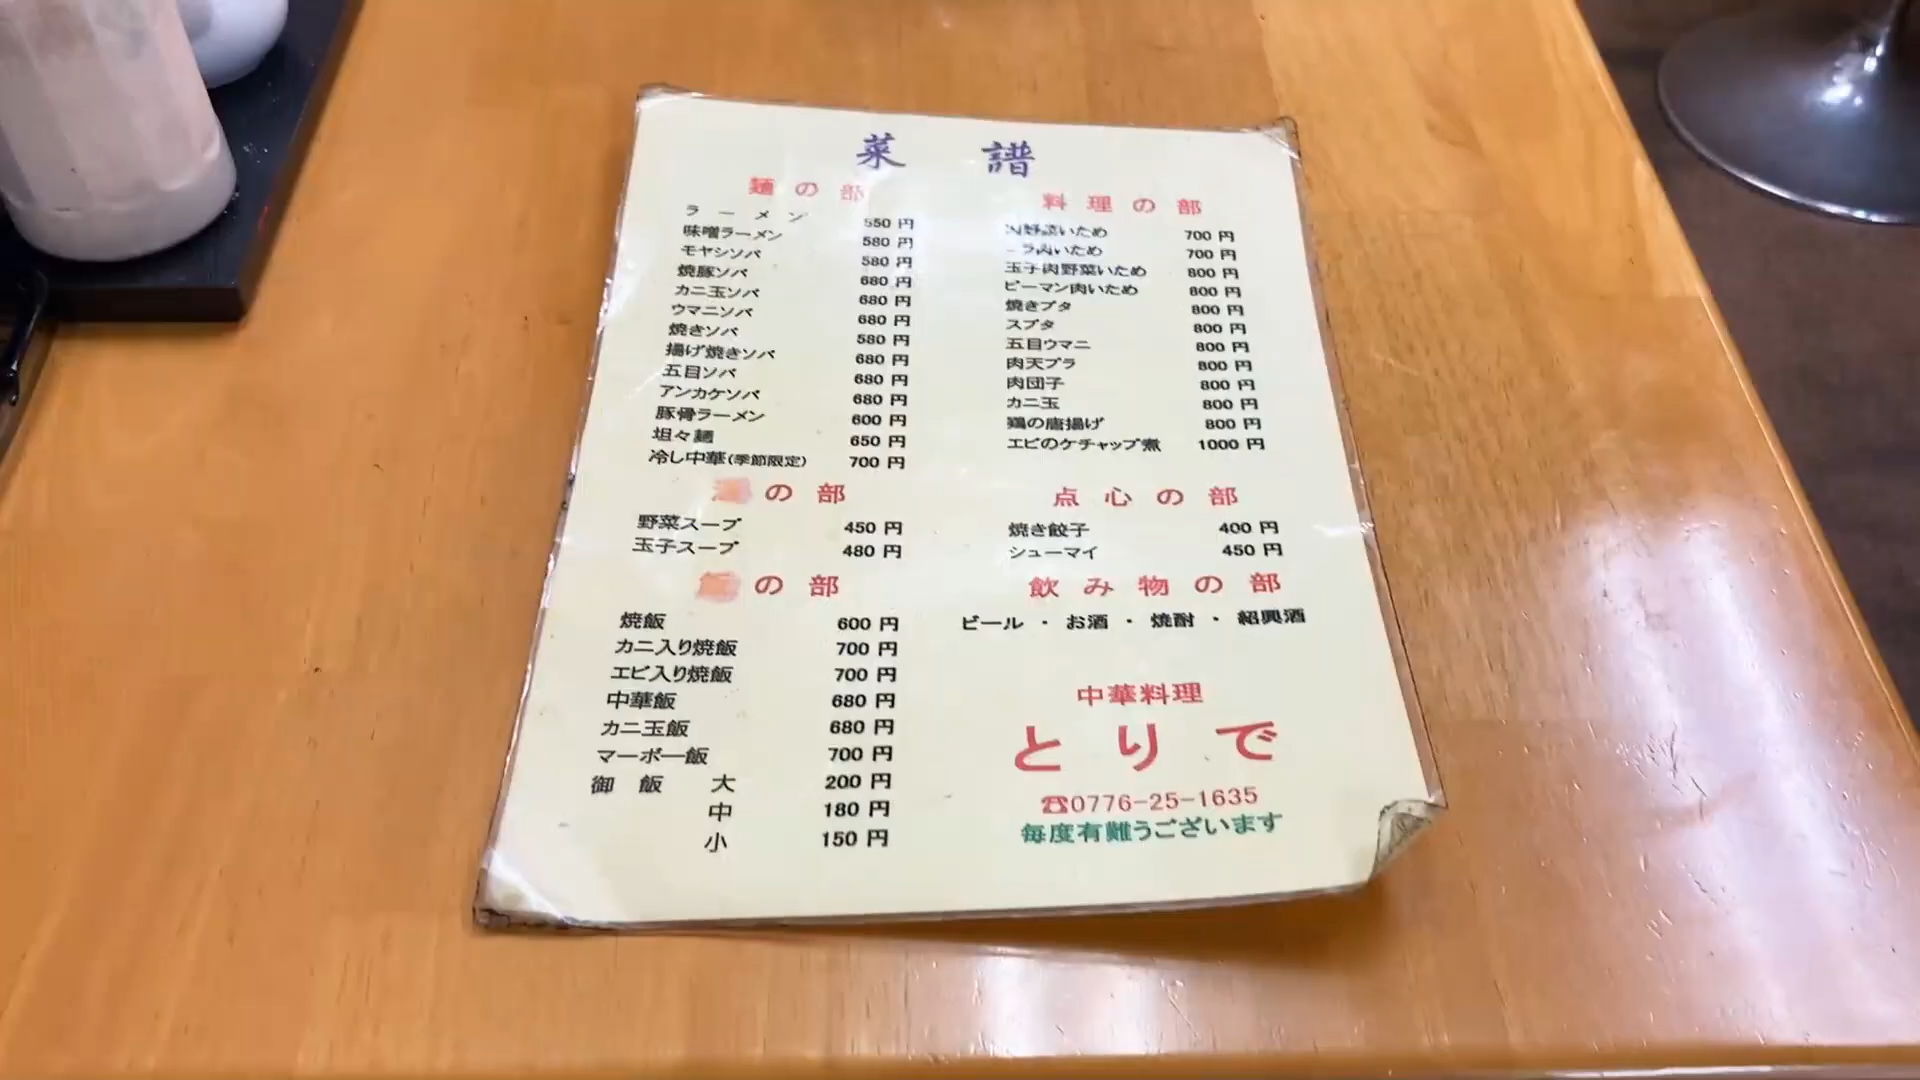 菜 譜
麺の部
ラーメン 550円
味噌ラーメン 580円
モヤシソバ 580円
焼豚ソバ 680円
カニ玉ソバ 680円
ウマニソバ 680円
焼きソバ 580円
揚げ焼きソバ 680円
五目ソバ 680円
アンカケソバ 680円
豚骨ラーメン 600円
坦々麺 650円
冷し中華(季節限定) 700円
の部
野菜スープ 450円
玉子スープ 480円
の部
焼飯 600円
カニ入り焼飯 700円
エビ入り焼飯 700円
中華飯 680円
カニ玉飯 680円
マーボー飯 700円
御飯 大 200円
中 180円
小 150円
料理の部
野菜いため 700円
ラ肉いため 700円
玉子肉野菜いため 800円
ピーマン肉いため 800円
焼きブタ 800円
スブタ 800円
五目ウマニ 800円
肉天プラ 800円
肉団子 800円
カニ玉 800円
鶏の唐揚げ 800円
エビのケチャップ煮 1000円
点心の部
焼き餃子 400円
シューマイ 450円
飲み物の部
ビール ・ お酒 ・ 焼酎 ・ 紹興酒
中華料理
とりで
☎0776-25-1635
毎度有難うございます